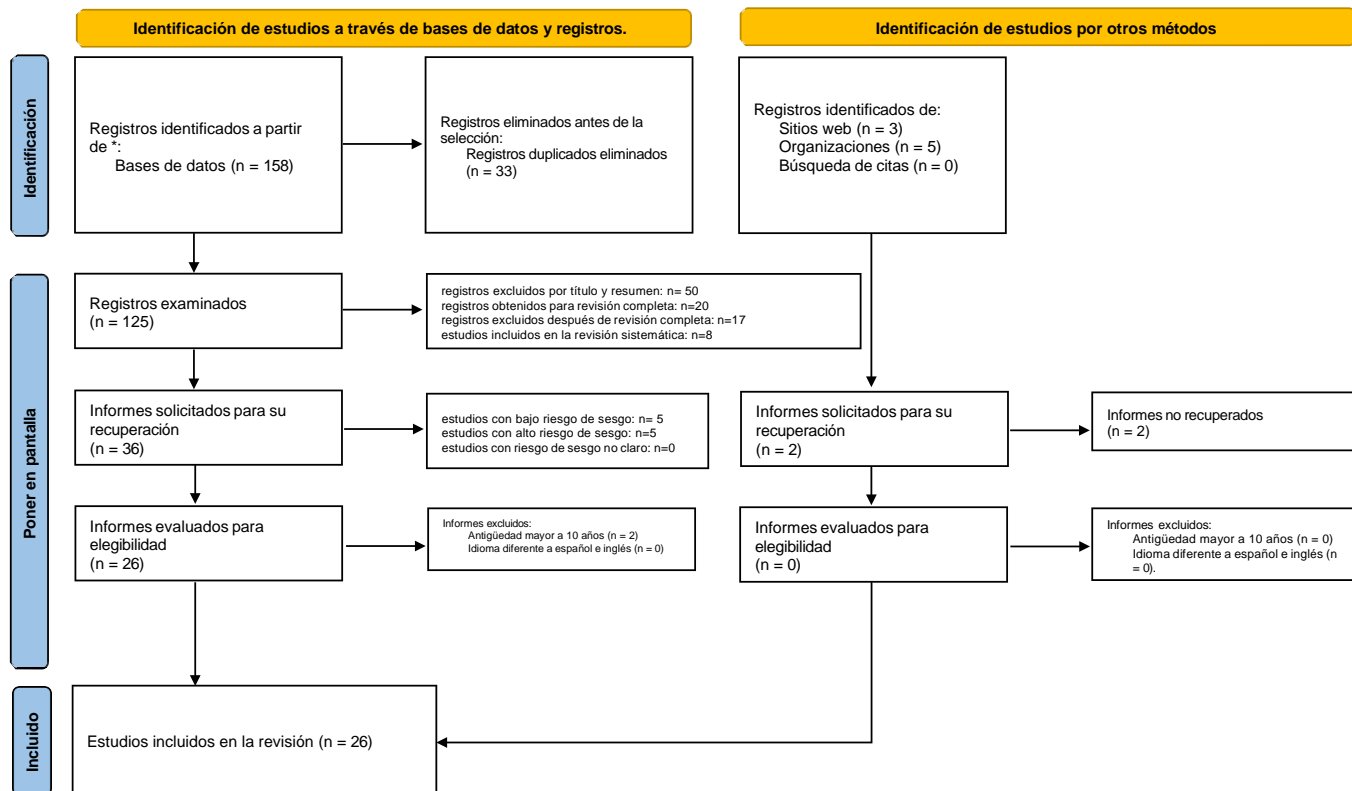 Identificación de estudios a través de bases de datos y registros.
Identificación de estudios por otros métodos
Identificación
Registros identificados a partir
de *:
Bases de datos (n = 158)
Registros eliminados antes de la
selección:
Registros duplicados eliminados
(n = 33)
Registros identificados de:
Sitios web (n = 3)
Organizaciones (n = 5)
Búsqueda de citas (n = 0)
Poner en pantalla
Registros examinados
(n = 125)
registros excluidos por título y resumen: n= 50
registros obtenidos para revisión completa: n=20
registros excluidos después de revisión completa: n=17
estudios incluidos en la revisión sistemática: n=8
Informes solicitados para su
recuperación
(n = 36)
estudios con bajo riesgo de sesgo: n= 5
estudios con alto riesgo de sesgo: n=5
estudios con riesgo de sesgo no claro: n=0
Informes solicitados para su
recuperación
(n = 2)
Informes no recuperados
(n = 2)
Informes evaluados para
elegibilidad
(n = 26)
Informes excluidos:
Antigüedad mayor a 10 años (n = 2)
Idioma diferente a español e inglés (n = 0)
Informes evaluados para
elegibilidad
(n = 0)
Informes excluidos:
Antigüedad mayor a 10 años (n = 0)
Idioma diferente a español e inglés (n
= 0).
Incluido
Estudios incluidos en la revisión (n = 26)